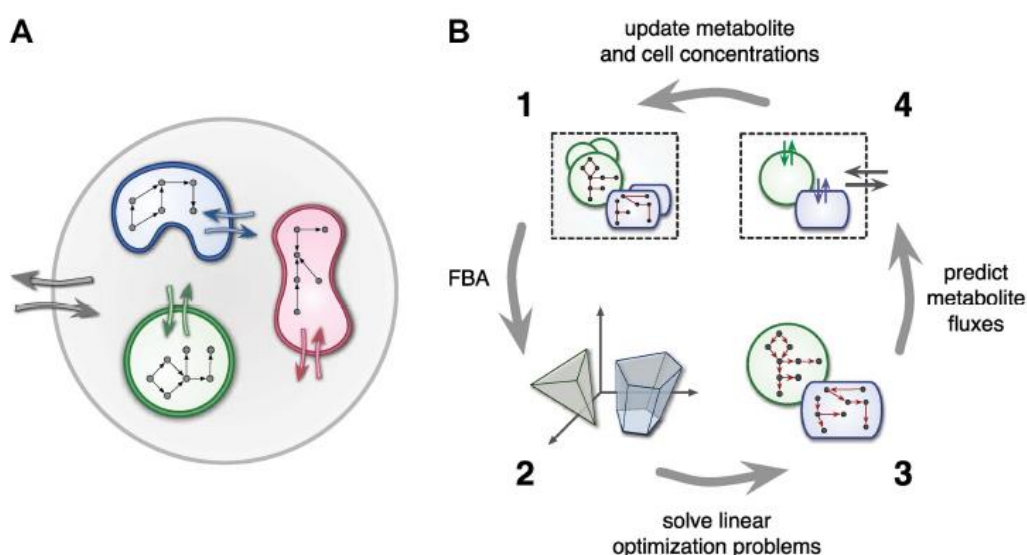 A
B
update metabolite
and cell concentrations
1
4
FBA
predict
metabolite
fluxes
2
3
solve linear
optimization problems